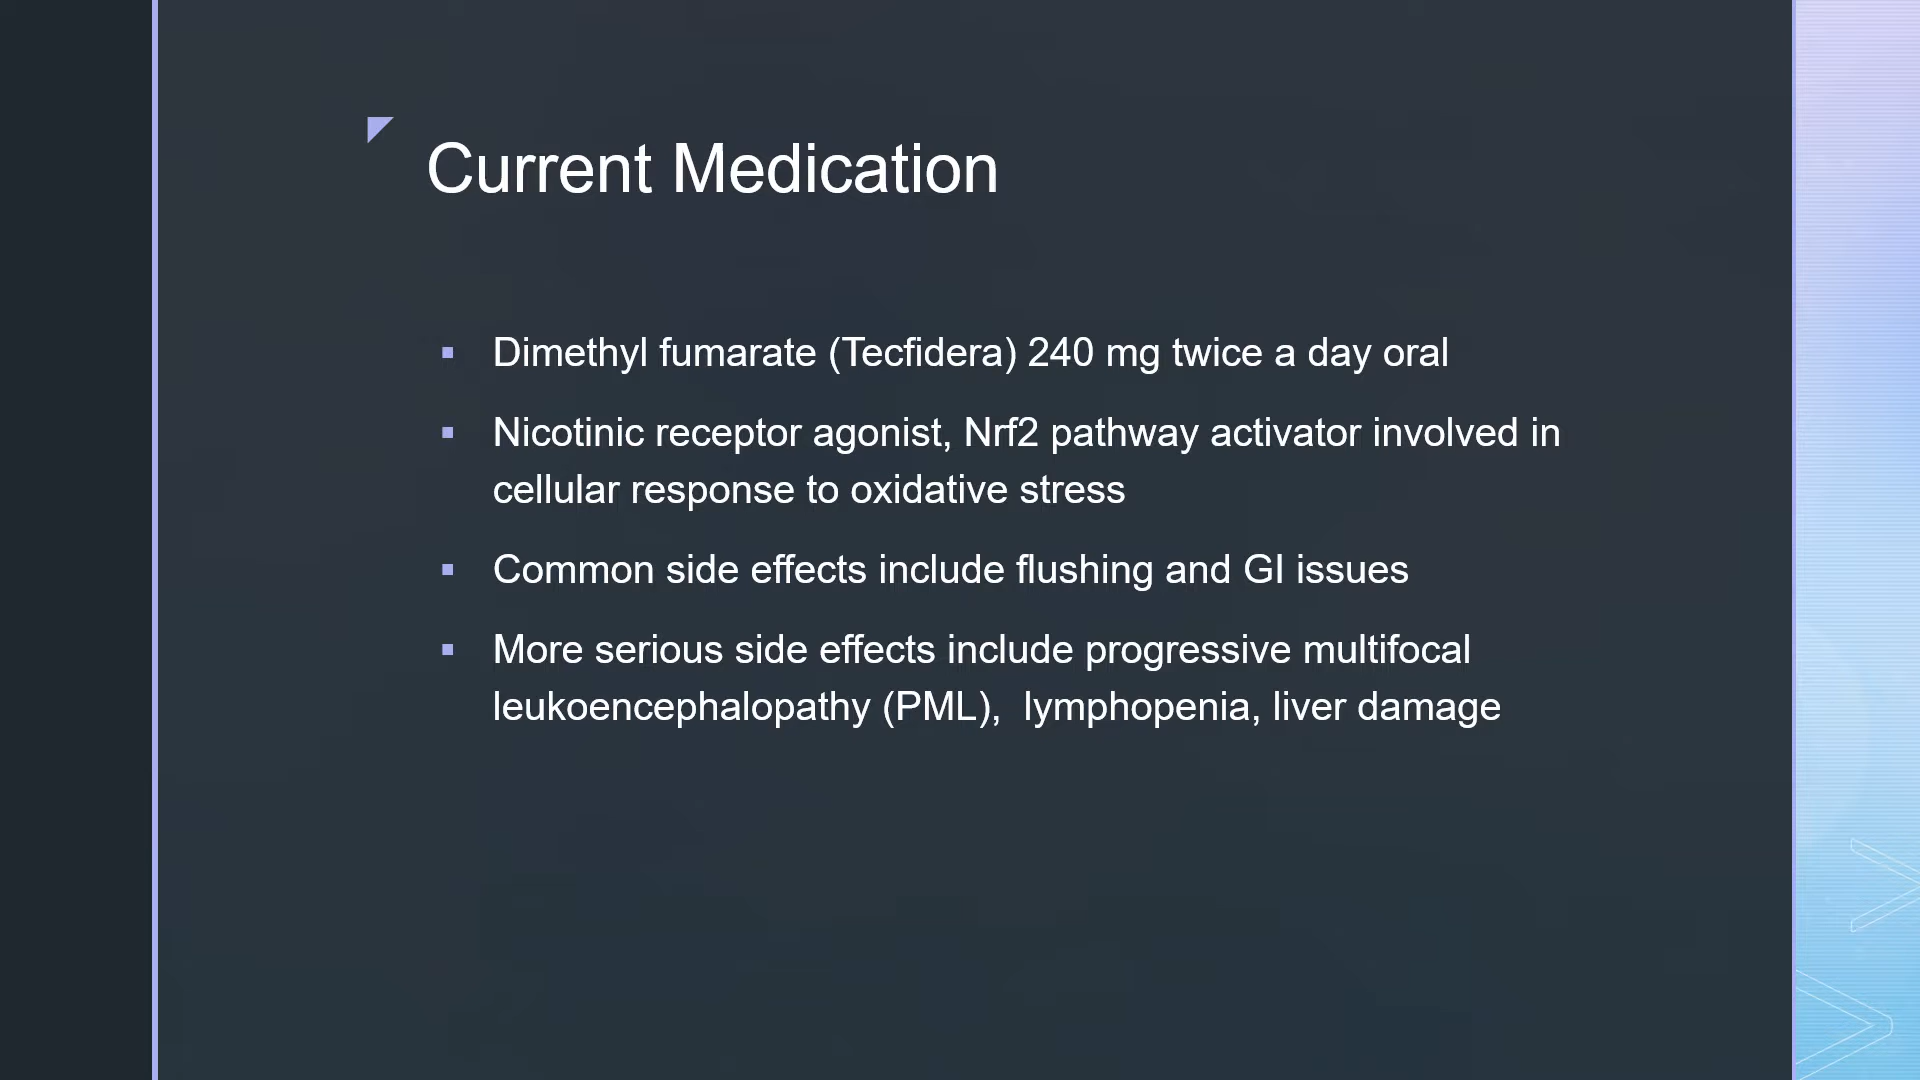 Current Medication
▪ Dimethyl fumarate (Tecfidera) 240 mg twice a day oral
▪ Nicotinic receptor agonist, Nrf2 pathway activator involved in
cellular response to oxidative stress
▪ Common side effects include flushing and GI issues
▪ More serious side effects include progressive multifocal
leukoencephalopathy (PML),  lymphopenia, liver damage